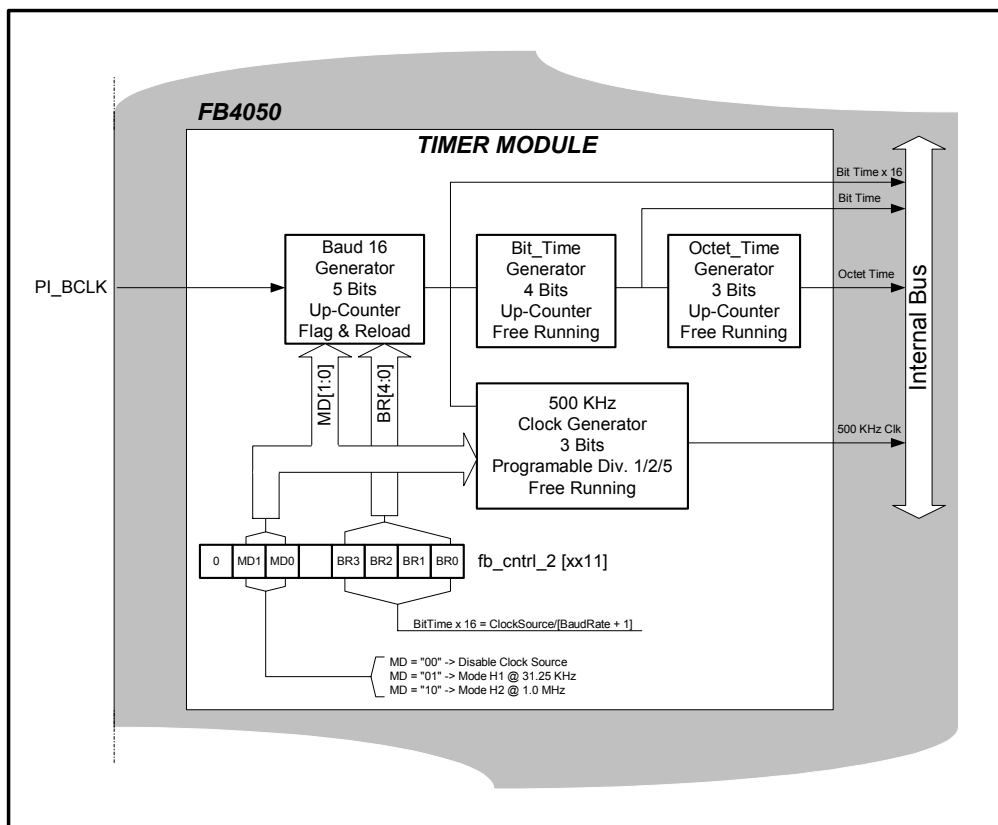 FB4050
TIMER MODULE
Bit Time x 16
Bit Time
Baud 16
Generator
5 Bits
Up-Counter
Flag & Reload
Bit_Time
Generator
4 Bits
Up-Counter
Free Running
Octet_Time
Generator
3 Bits
Up-Counter
Free Running
Octet Time
PI_BCLK
Internal Bus
MD[1:0]
BR[4:0]
500 KHz
Clock Generator
3 Bits
Programable Div. 1/2/5
Free Running
500 KHz Clk
0 MD1 MD0 BR3 BR2 BR1 BR0 fb_cntrl_2 [xx11]
BitTime x 16 = ClockSource/[BaudRate + 1]
MD = "00" -> Disable Clock Source
MD = "01" -> Mode H1 @ 31.25 KHz
MD = "10" -> Mode H2 @ 1.0 MHz